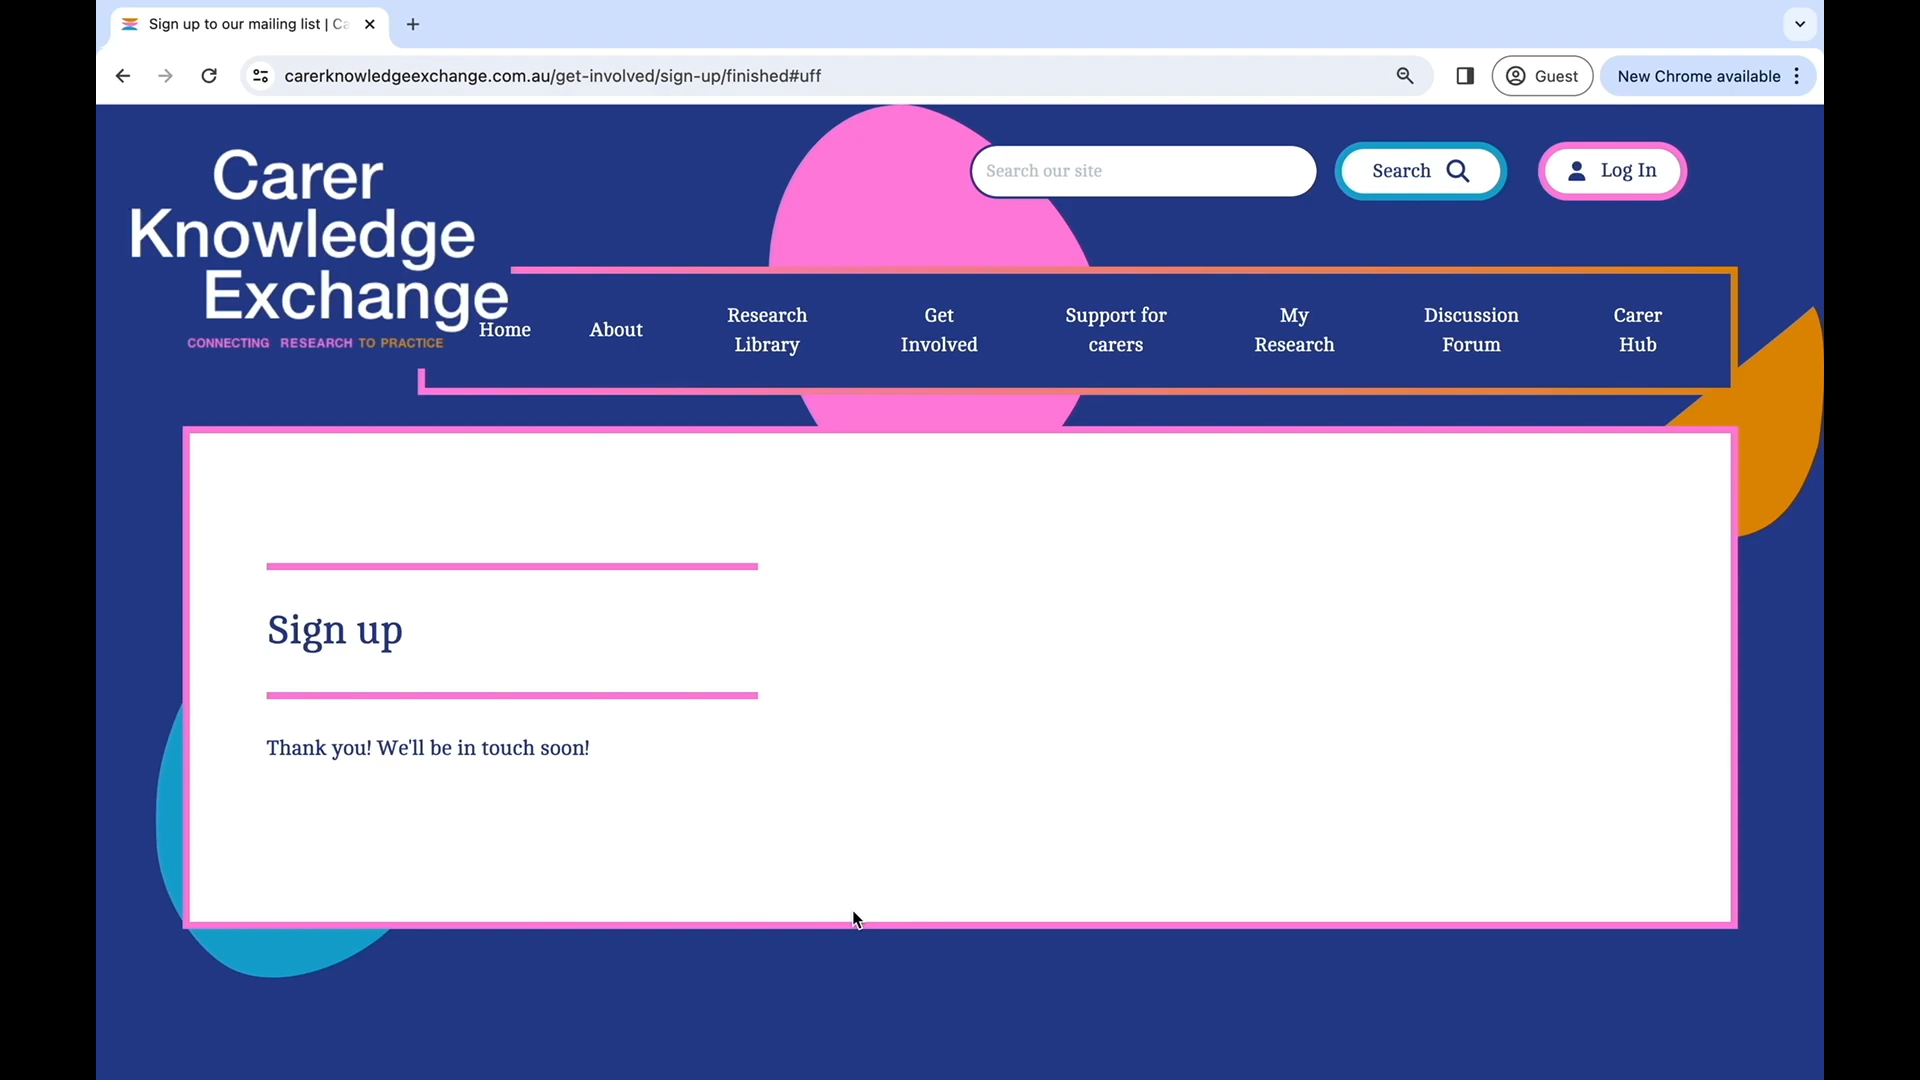 Sign up to our mailing list | Ca
carerknowledgeexchange.com.au/get-involved/sign-up/finished#uff
Guest
New Chrome available
Carer
Knowledge
Exchange
CONNECTING RESEARCH TO PRACTICE
Search our site
Search
Log In
Home
About
Research
Library
Get
Involved
Support for
carers
My
Research
Discussion
Forum
Carer
Hub
Sign up
Thank you! We'll be in touch soon!